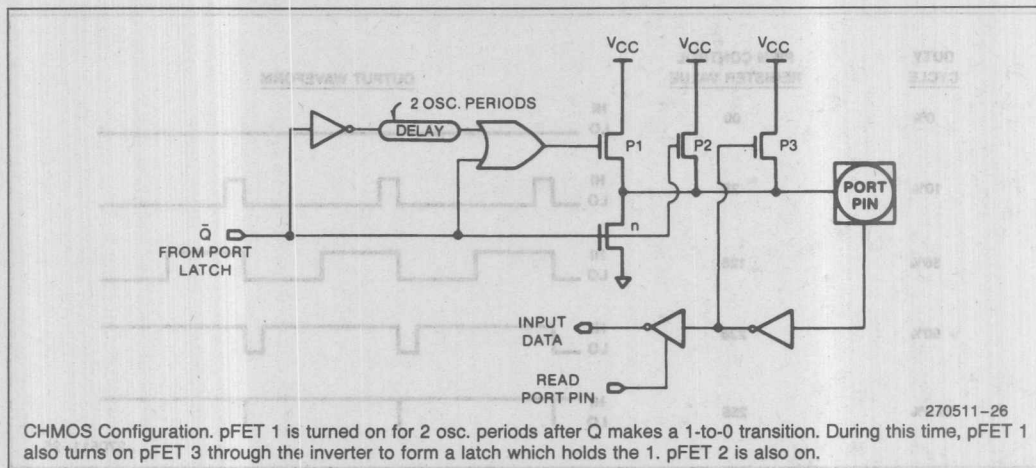 V_CC V_CC V_CC
2 OSC. PERIODS
DELAY
P1 P2 P3
PORT
PIN
Q̄
FROM PORT
LATCH
n
INPUT
DATA
READ
PORT PIN
270511–26
CHMOS Configuration. pFET 1 is turned on for 2 osc. periods after Q makes a 1-to-0 transition. During this time, pFET 1
also turns on pFET 3 through the inverter to form a latch which holds the 1. pFET 2 is also on.